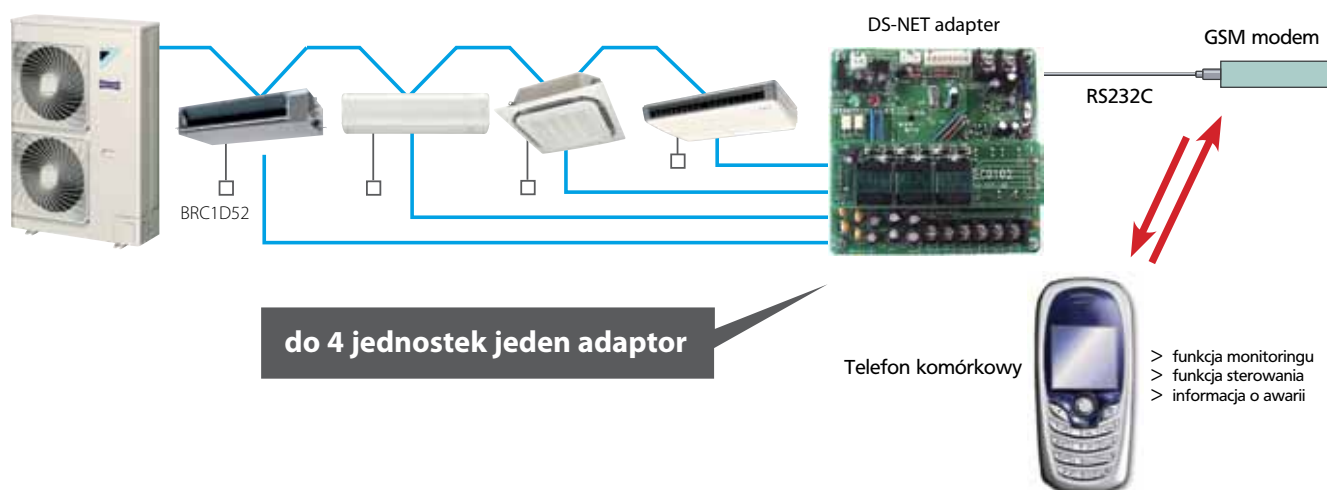 DS-NET adapter
GSM modem
RS232C
BRC1D52
do 4 jednostek jeden adaptor
Telefon komórkowy
> funkcja monitoringu
> funkcja sterowania
> informacja o awarii